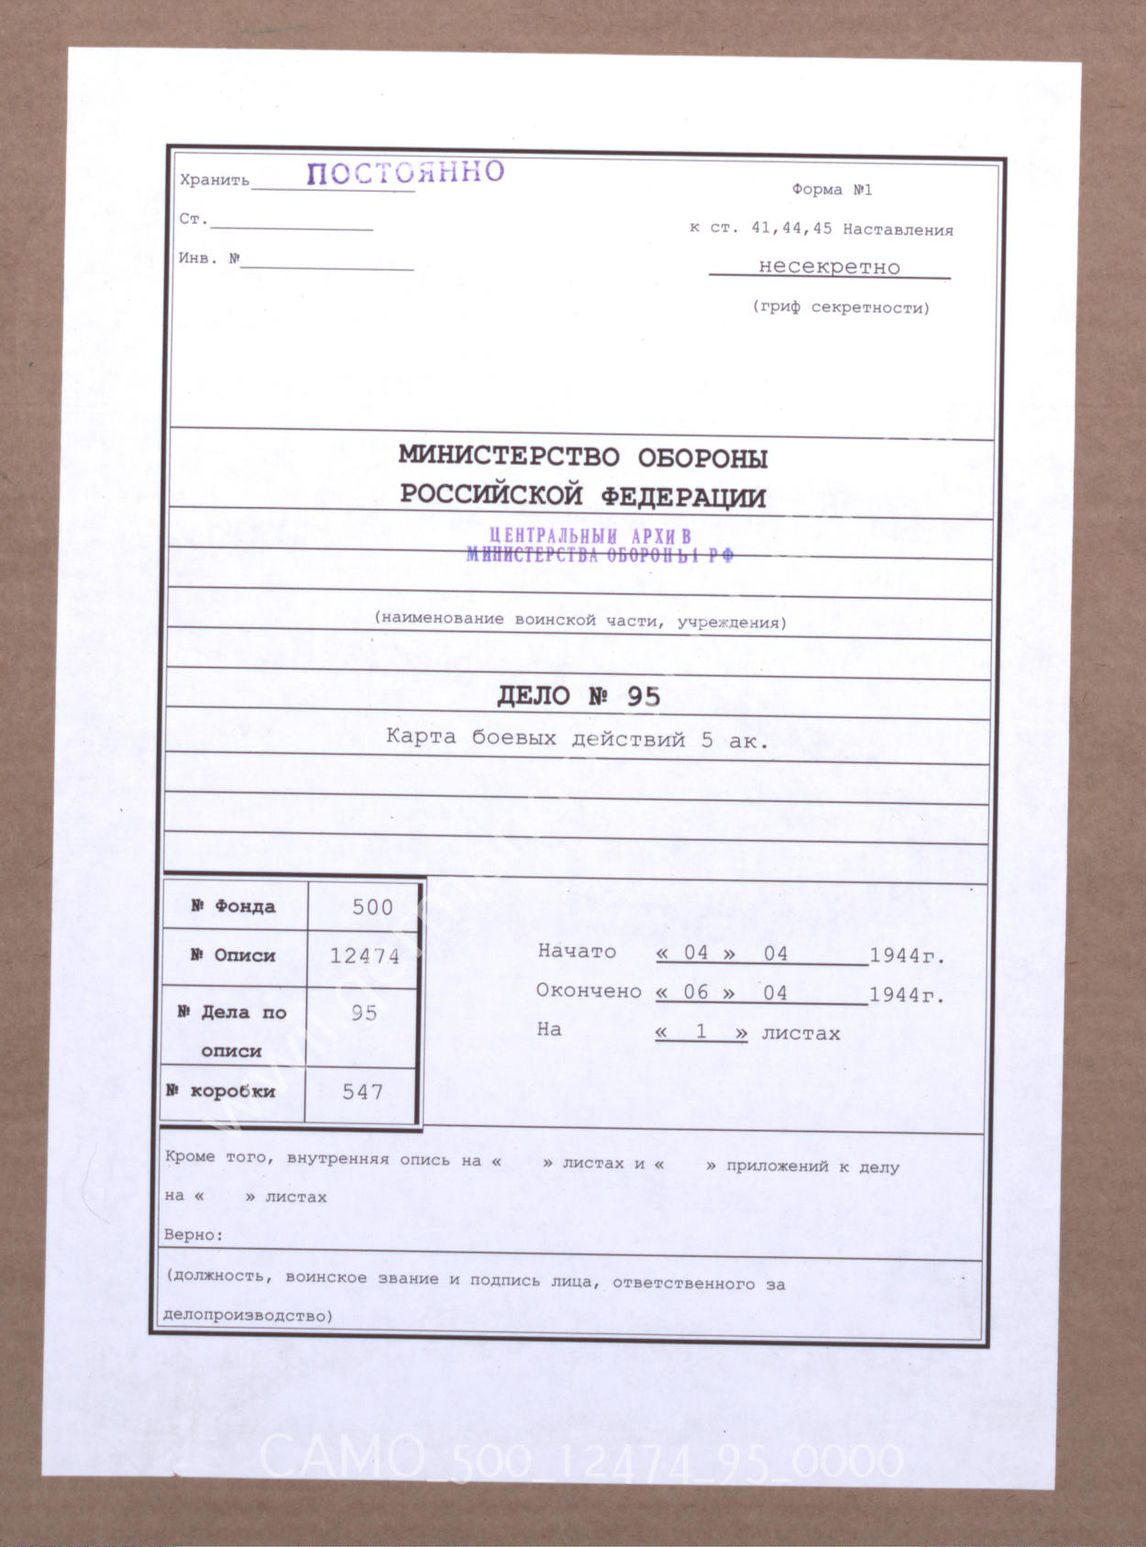 Хранить ПОСТОЯННО
Форма №1
Ст.
к ст. 41,44,45 Наставления
Инв. №
несекретно
(гриф секретности)
МИНИСТЕРСТВО ОБОРОНЫ
РОССИЙСКОЙ ФЕДЕРАЦИИ
ЦЕНТРАЛЬНЫЙ АРХИВ
МИНИСТЕРСТВА ОБОРОНЫ РФ
(наименование воинской части, учреждения)
ДЕЛО № 95
Карта боевых действий 5 ак.
№ Фонда 500
№ Описи 12474
№ Дела по описи 95
№ коробки 547
Начато « 04 » 04 1944г.
Окончено « 06 » 04 1944г.
На « 1 » листах
Кроме того, внутренняя опись на « » листах и « » приложений к делу
на « » листах
Верно:
(должность, воинское звание и подпись лица, ответственного за
делопроизводство)
CAMO_500_12474_95_0000